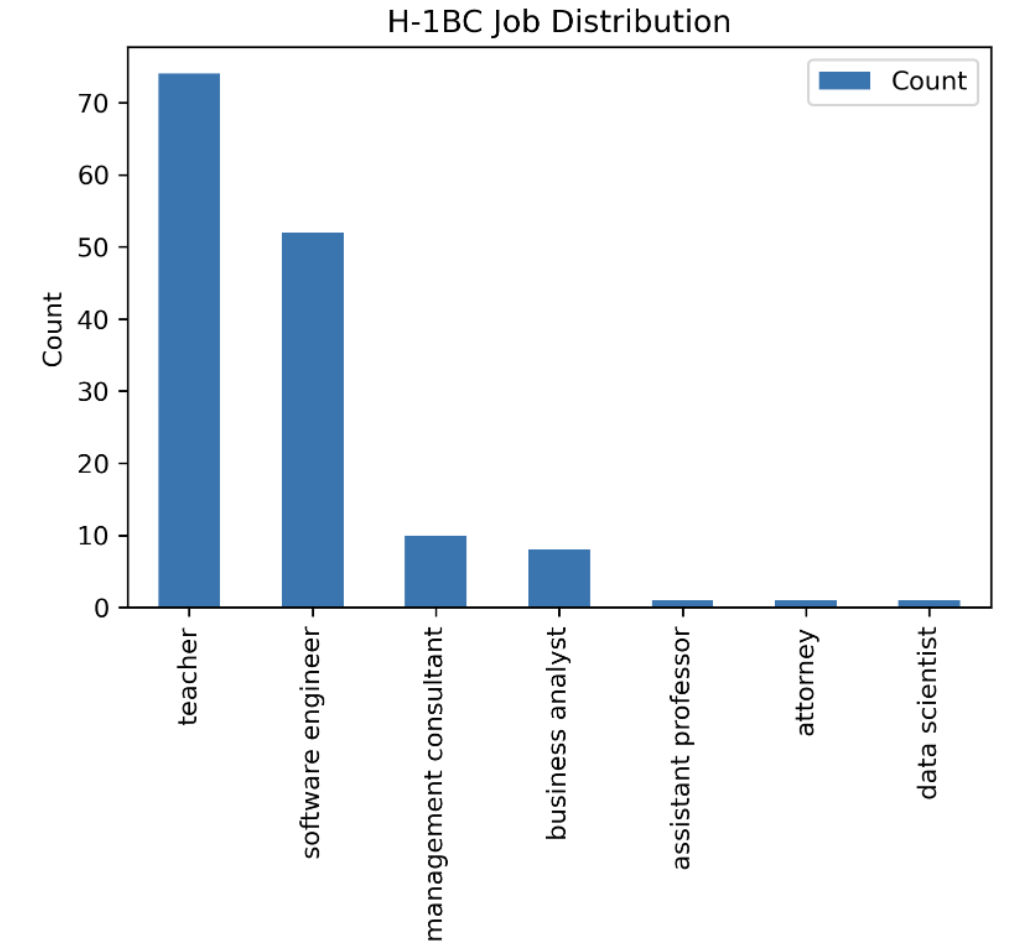 H-1BC Job Distribution
Count
70
60
50
40
30
20
10
0
Count
teacher
software engineer
management consultant
business analyst
assistant professor
attorney
data scientist